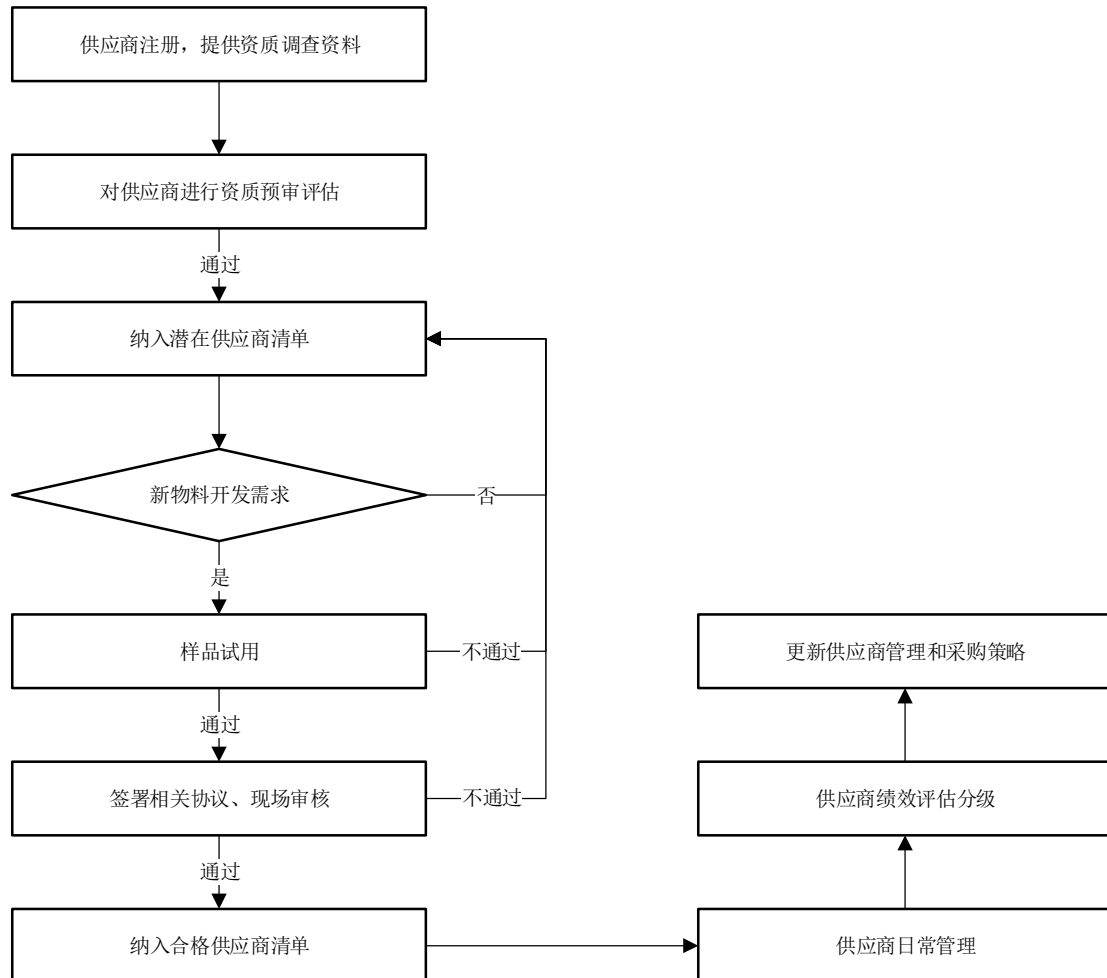 供应商注册，提供资质调查资料
对供应商进行资质预审评估
通过
纳入潜在供应商清单
新物料开发需求
否
是
样品试用
不通过
更新供应商管理和采购策略
通过
签署相关协议、现场审核
不通过
供应商绩效评估分级
通过
纳入合格供应商清单
供应商日常管理